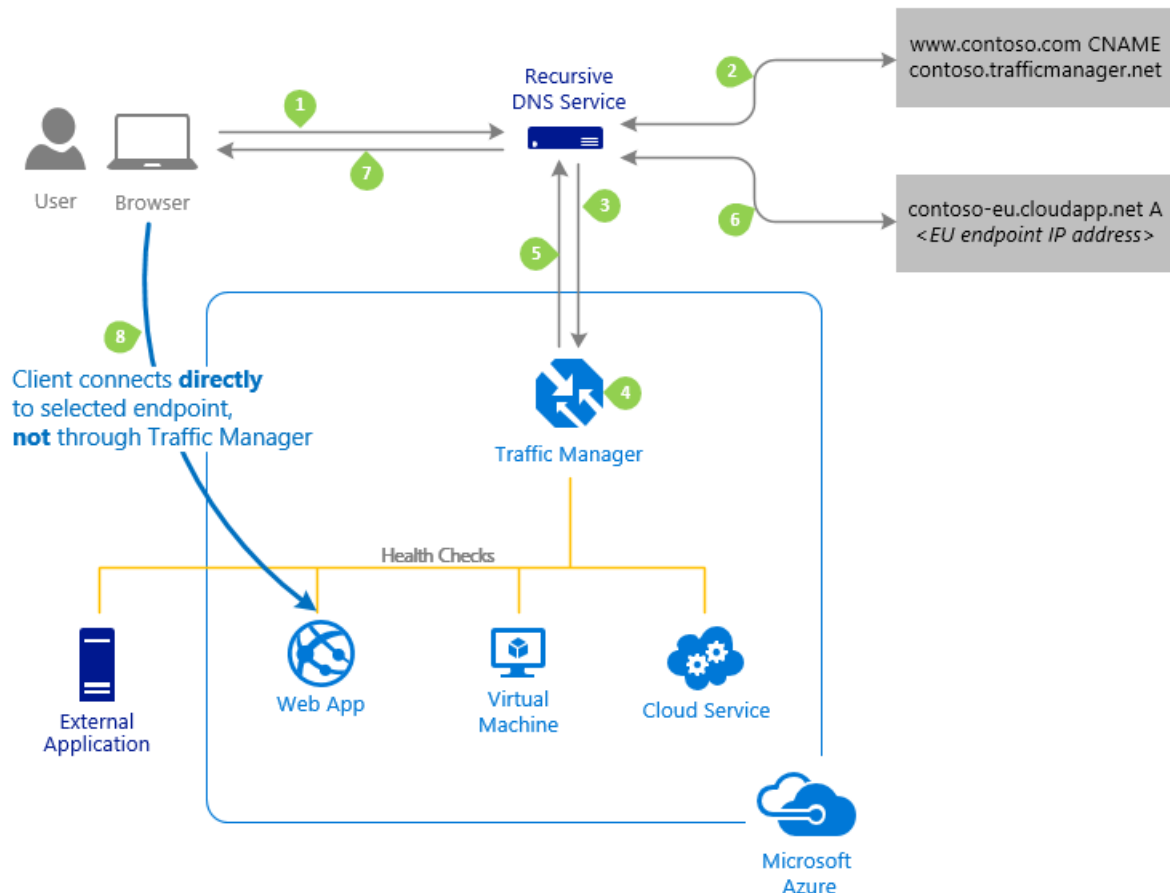 www.contoso.com CNAME
contoso.trafficmanager.net
2
Recursive
DNS Service
1
7
User
Browser
3
contoso-eu.cloudapp.net A
<EU endpoint IP address>
6
5
8
Client connects directly
to selected endpoint,
not through Traffic Manager
4
Traffic Manager
Health Checks
External
Application
Web App
Virtual
Machine
Cloud Service
Microsoft
Azure